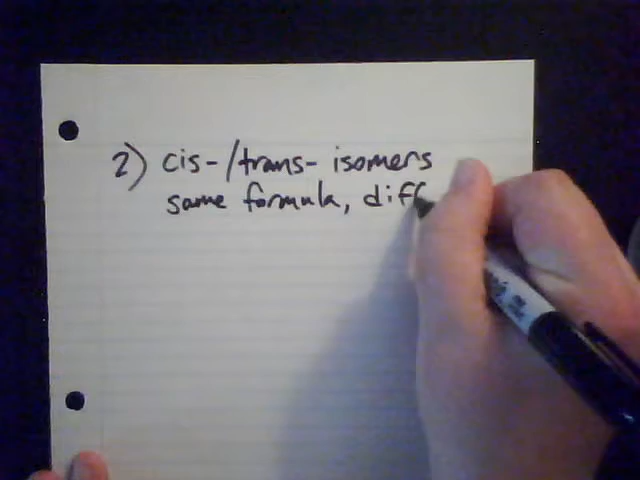 2) cis-/trans- isomers
same formula, diff